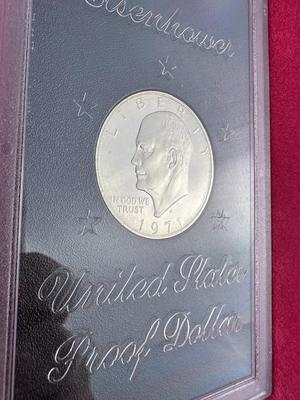 Eisenhower
LIBERTY
IN GOD WE
TRUST
1971
United States
Proof Dollar